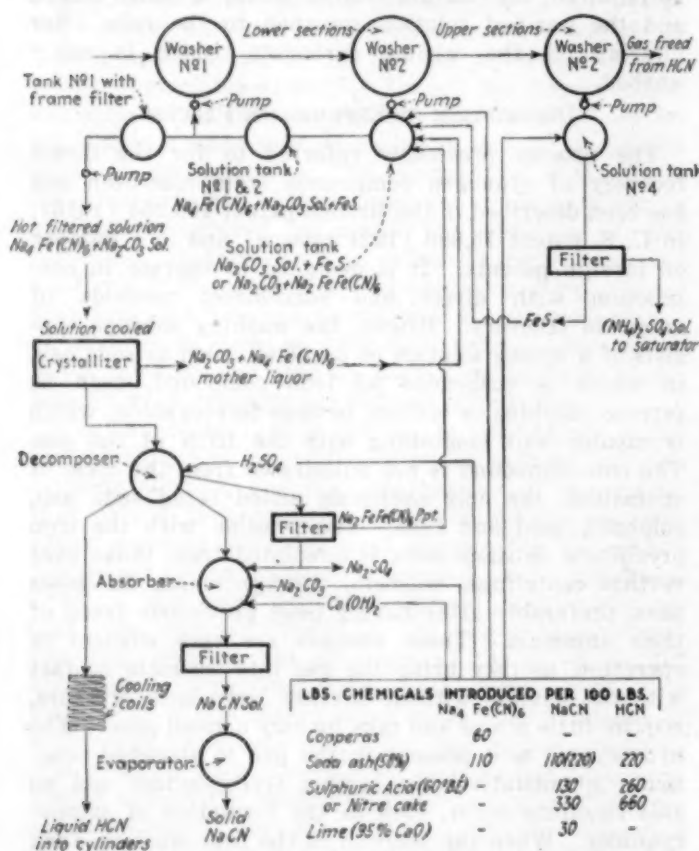 Lower sections
Upper sections
Washer
Nº1
Washer
Nº2
Washer
Nº2
Gas freed
from HCN
Tank Nº1 with
frame filter
Pump
Pump
Pump
Pump
Solution tank
Nº1 & 2
Na4Fe(CN)6+Na2CO3 Sol+FeS
Solution tank
Nº4
Not filtered solution
Na4Fe(CN)6+Na2CO3 Sol.
Solution tank
Na2CO3 Sol.+FeS
or Na2CO3+Na2FeFe(CN)6
Filter
FeS
(NH4)2SO4 Sol
to saturator
Solution cooled
Crystallizer
Na2CO3+Na4Fe(CN)6
mother liquor
Decomposer
H2SO4
Filter
Na2FeFe(CN)6 Ppt.
Na2SO4
Absorber
Na2CO3
Ca(OH)2
Filter
Cooling
coils
NaCN Sol.
Evaporator
Liquid HCN
into cylinders
Solid
NaCN
LBS. CHEMICALS INTRODUCED PER 100 LBS.
Na4Fe(CN)6 NaCN HCN
Copperas 60 - -
Soda ash (58%) 110 110(220) 220
Sulphuric Acid (60°Bé) - 130 260
or Nitre cake - 330 660
Lime (95% CaO) - 30 -